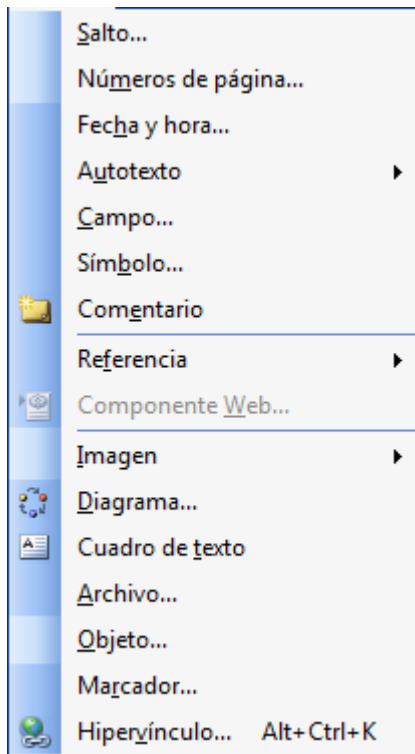 Salto...
Números de página...
Fecha y hora...
Autotexto
Campo...
Símbolo...
Comentario
Referencia
Componente Web...
Imagen
Diagrama...
Cuadro de texto
Archivo...
Objeto...
Marcador...
Hipervínculo... Alt+Ctrl+K